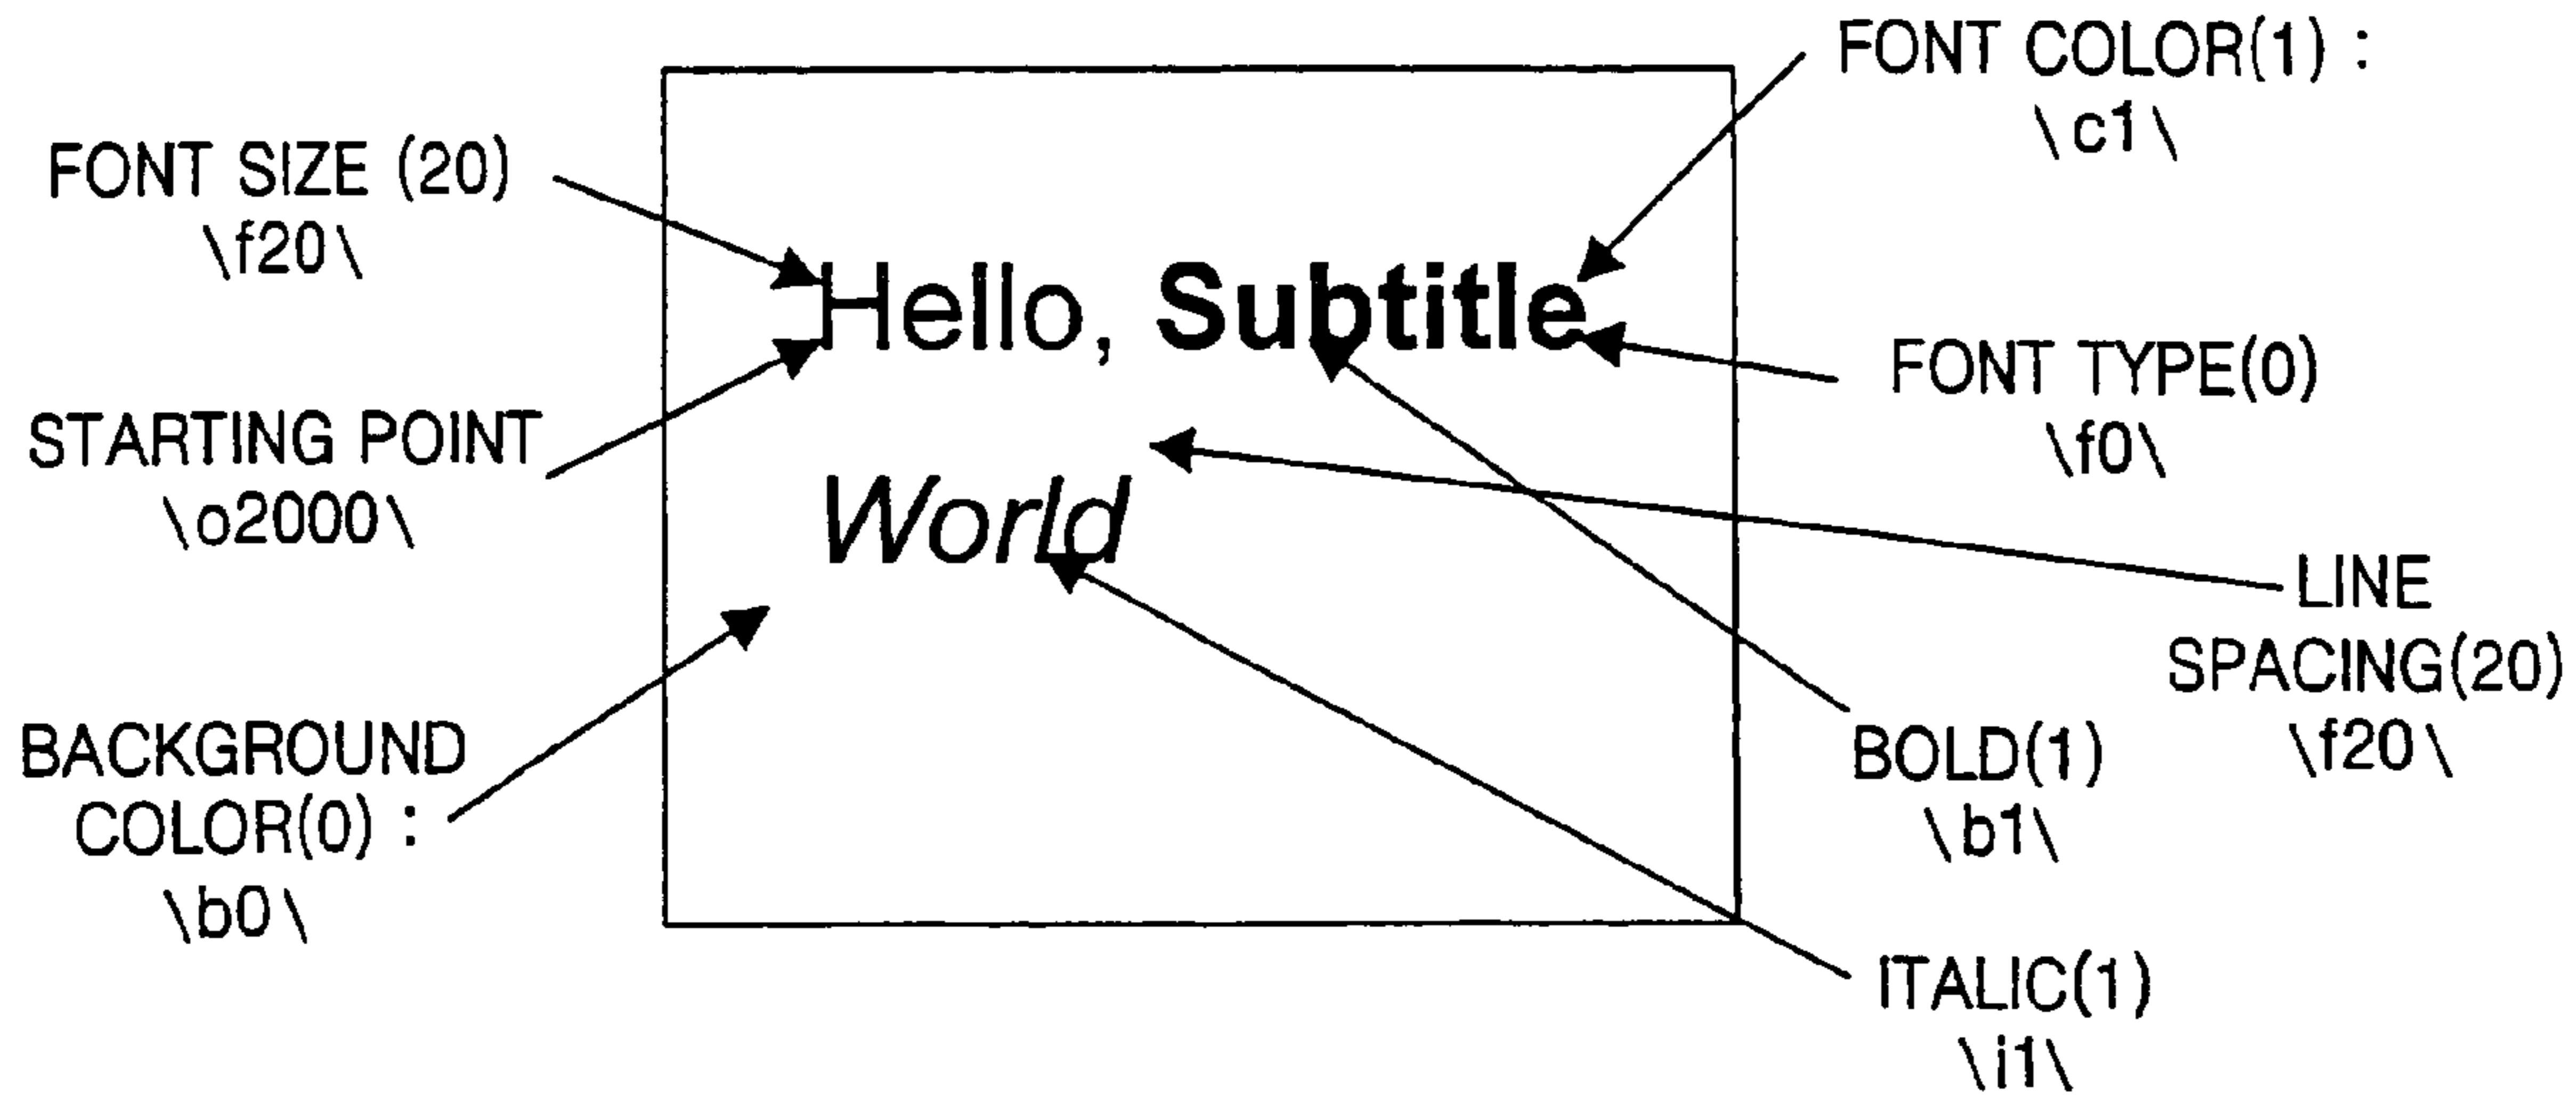 FONT SIZE (20)
\f20\
STARTING POINT
\o2000\
BACKGROUND
COLOR(0) :
\b0\
Hello, Subtitle
World
FONT COLOR(1) :
\c1\
FONT TYPE(0)
\f0\
LINE
SPACING(20)
\f20\
BOLD(1)
\b1\
ITALIC(1)
\i1\